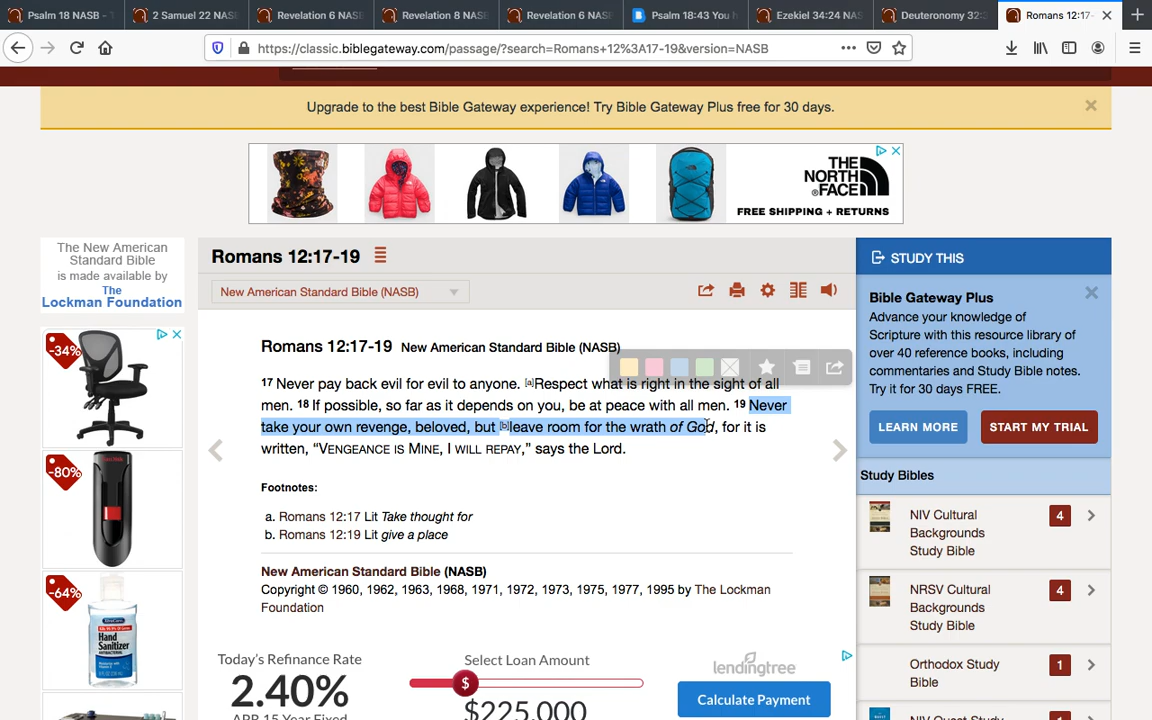 Psalm 18 NASB -
2 Samuel 22 NASB
Revelation 6 NASB
Revelation 8 NASB
Revelation 6 NASB
Psalm 18:43 You h
Ezekiel 34:24 NAS
Deuteronomy 32:
Romans 12:17-
https://classic.biblegateway.com/passage/?search=Romans+12%3A17-19&version=NASB
Upgrade to the best Bible Gateway experience! Try Bible Gateway Plus free for 30 days.
THE
NORTH
FACE
FREE SHIPPING + RETURNS
The New American
Standard Bible
is made available by
The
Lockman Foundation
Romans 12:17-19
New American Standard Bible (NASB)
STUDY THIS
Bible Gateway Plus
Advance your knowledge of
Scripture with this resource library of
over 40 reference books, including
commentaries and Study Bible notes.
Try it for 30 days FREE.
LEARN MORE
START MY TRIAL
Romans 12:17-19 New American Standard Bible (NASB)
17 Never pay back evil for evil to anyone. [a]Respect what is right in the sight of all
men. 18 If possible, so far as it depends on you, be at peace with all men. 19 Never
take your own revenge, beloved, but [b]leave room for the wrath of God, for it is
written, “VENGEANCE IS MINE, I WILL REPAY,” says the Lord.
Footnotes:
a. Romans 12:17 Lit Take thought for
b. Romans 12:19 Lit give a place
New American Standard Bible (NASB)
Copyright © 1960, 1962, 1963, 1968, 1971, 1972, 1973, 1975, 1977, 1995 by The Lockman
Foundation
-34%
-80%
-64%
Hand
Sanitizer
Study Bibles
NIV Cultural
Backgrounds
Study Bible
4
NRSV Cultural
Backgrounds
Study Bible
4
Orthodox Study
Bible
1
NIV Quest Study
Today’s Refinance Rate
2.40%
APR 15 Year Fixed
Select Loan Amount
$
$225,000
lendingtree
Calculate Payment